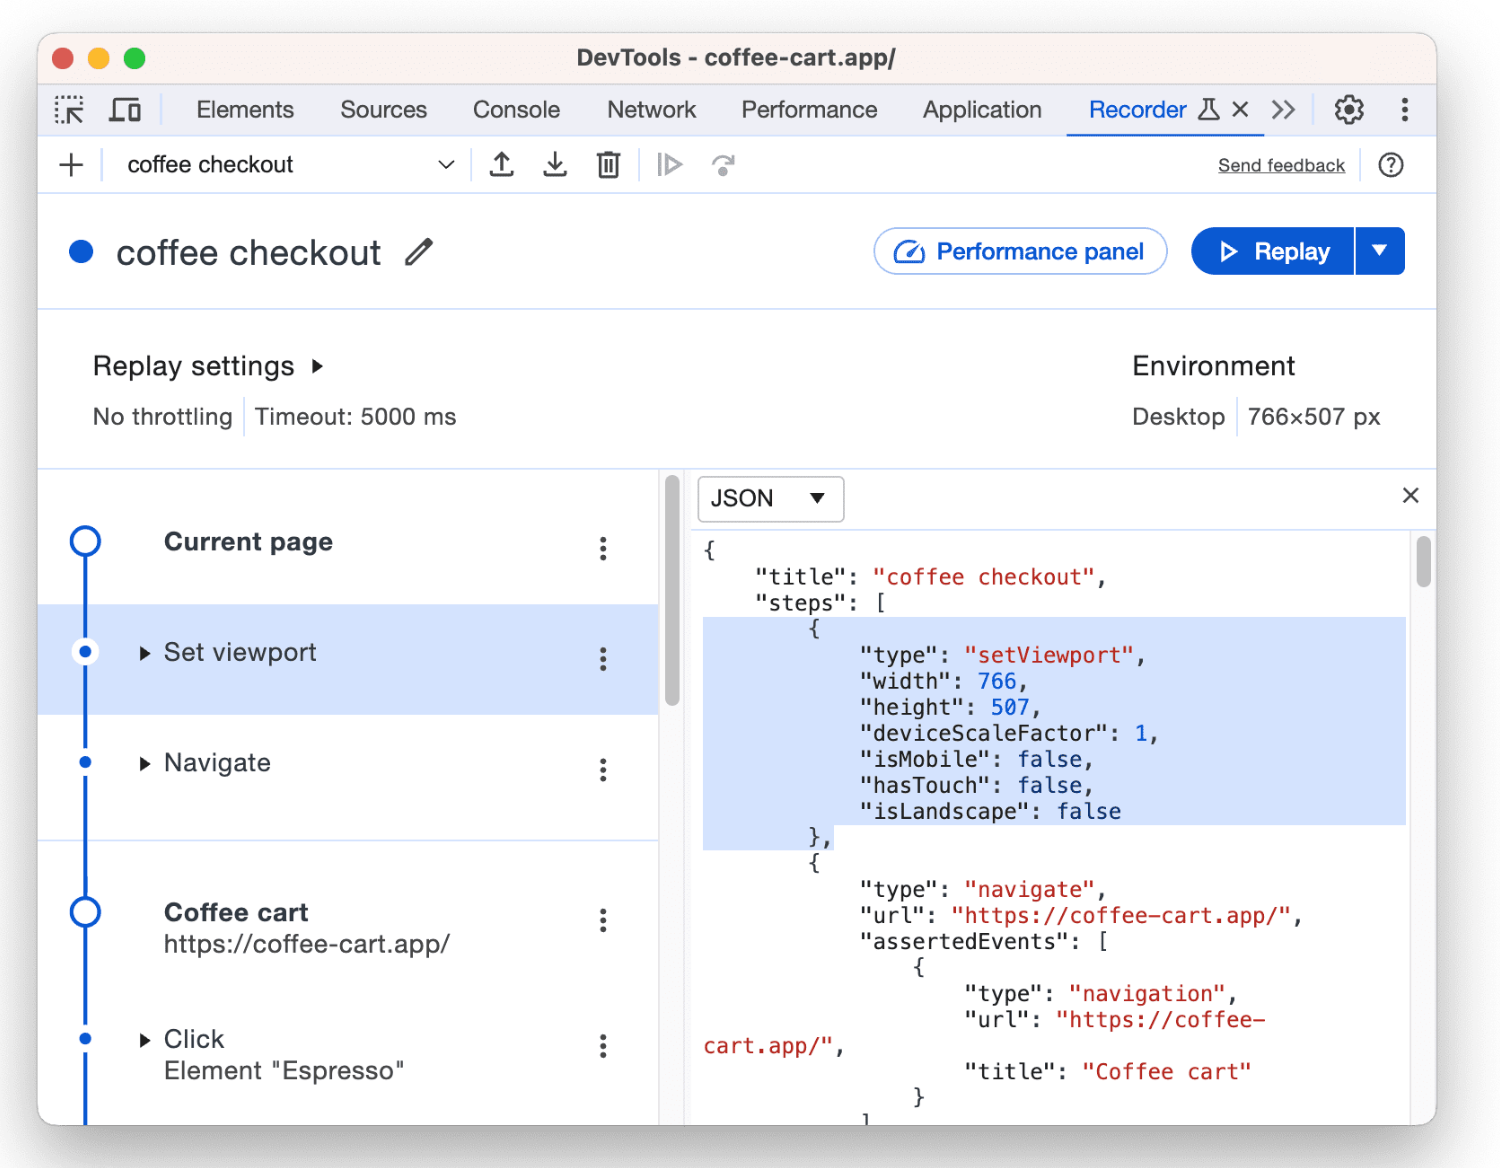 DevTools - coffee-cart.app/
Elements Sources Console Network Performance Application Recorder
coffee checkout Send feedback
coffee checkout Performance panel Replay
Replay settings Environment
No throttling Timeout: 5000 ms Desktop 766×507 px
Current page
Set viewport
Navigate
Coffee cart
https://coffee-cart.app/
Click
Element "Espresso"
JSON
{
"title": "coffee checkout",
"steps": [
{
"type": "setViewport",
"width": 766,
"height": 507,
"deviceScaleFactor": 1,
"isMobile": false,
"hasTouch": false,
"isLandscape": false
},
{
"type": "navigate",
"url": "https://coffee-cart.app/",
"assertedEvents": [
{
"type": "navigation",
"url": "https://coffee-
cart.app/",
"title": "Coffee cart"
}
]